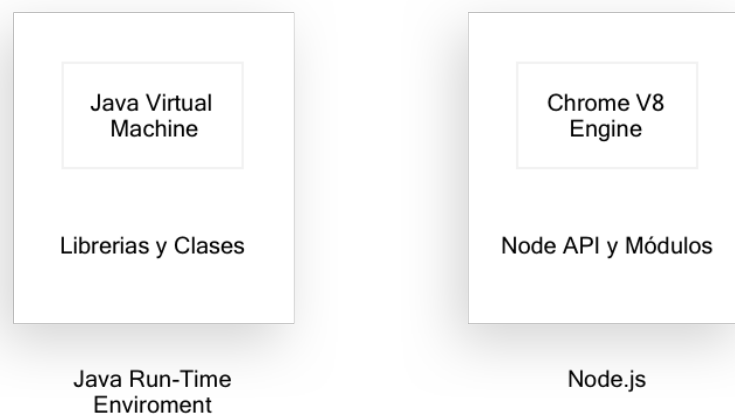 Java Virtual
Machine
Librerias y Clases
Java Run-Time
Enviroment
Chrome V8
Engine
Node API y Módulos
Node.js